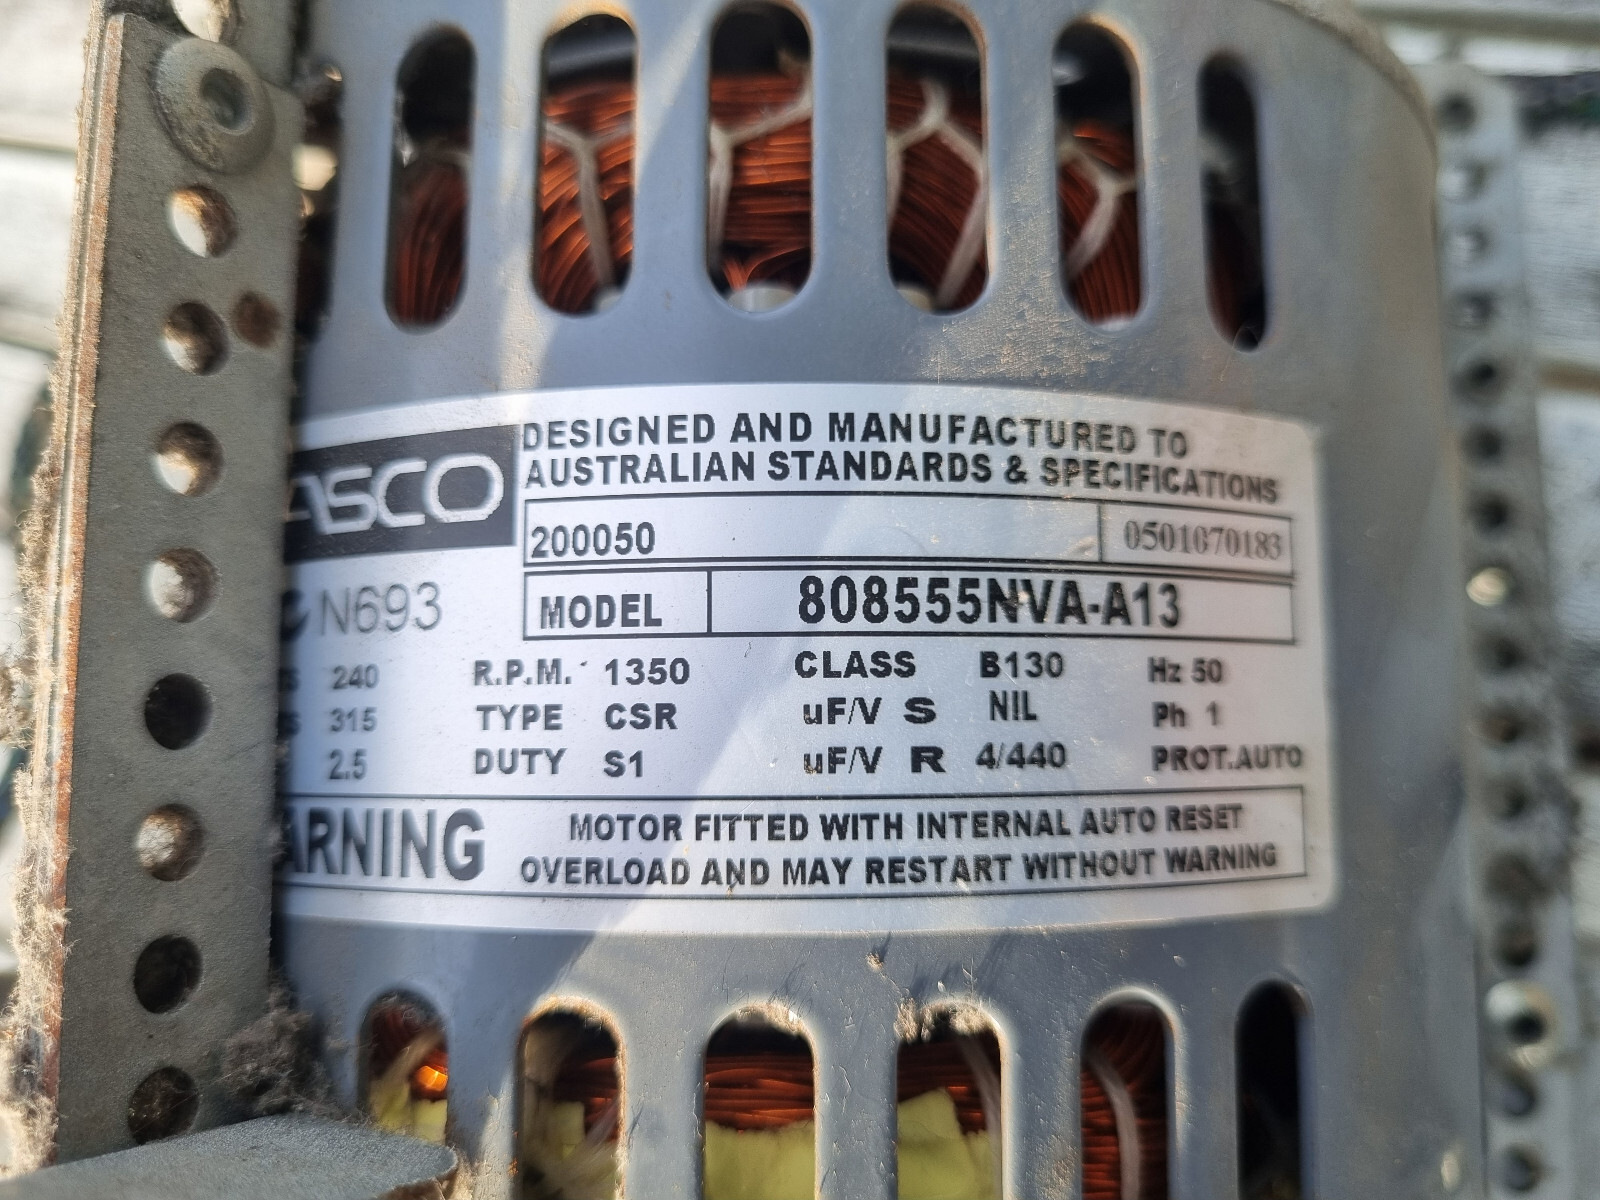 DESIGNED AND MANUFACTURED TO
AUSTRALIAN STANDARDS & SPECIFICATIONS
ASCO
200050 0501070183
N693
MODEL 808555NVA-A13
240 R.P.M. 1350 CLASS B130 Hz 50
315 TYPE CSR uF/V S NIL Ph 1
2.5 DUTY S1 uF/V R 4/440 PROT.AUTO
ARNING
MOTOR FITTED WITH INTERNAL AUTO RESET
OVERLOAD AND MAY RESTART WITHOUT WARNING